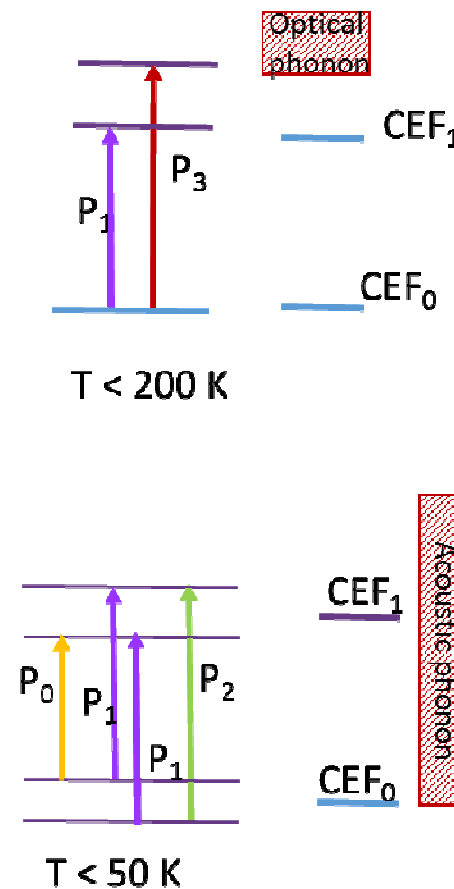 Optical
phonon
CEF₁
P₃
P₁
CEF₀
T < 200 K
CEF₁
Acoustic phonon
P₀
P₁
P₂
P₁
CEF₀
T < 50 K